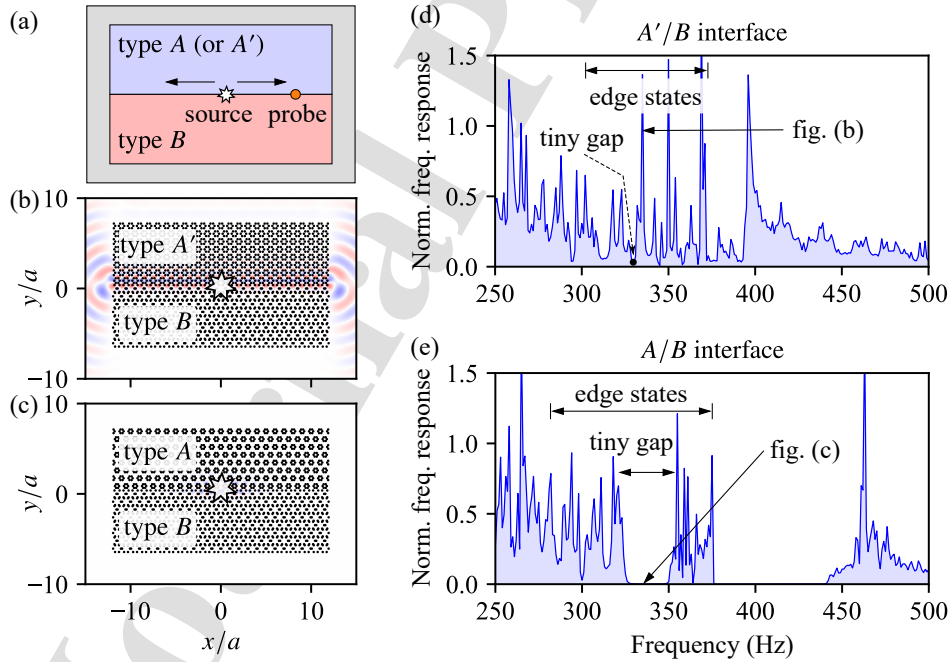 (a)
type A (or A′)
source
probe
type B
(b)
10
0
−10
y/a
type A′
type B
(c)
10
0
−10
y/a
type A
type B
−10
0
10
x/a
(d)
A′/B interface
Norm. freq. response
1.5
1.0
0.5
0.0
edge states
tiny gap
fig. (b)
250
300
350
400
450
500
(e)
A/B interface
Norm. freq. response
1.5
1.0
0.5
0.0
edge states
tiny gap
fig. (c)
250
300
350
400
450
500
Frequency (Hz)